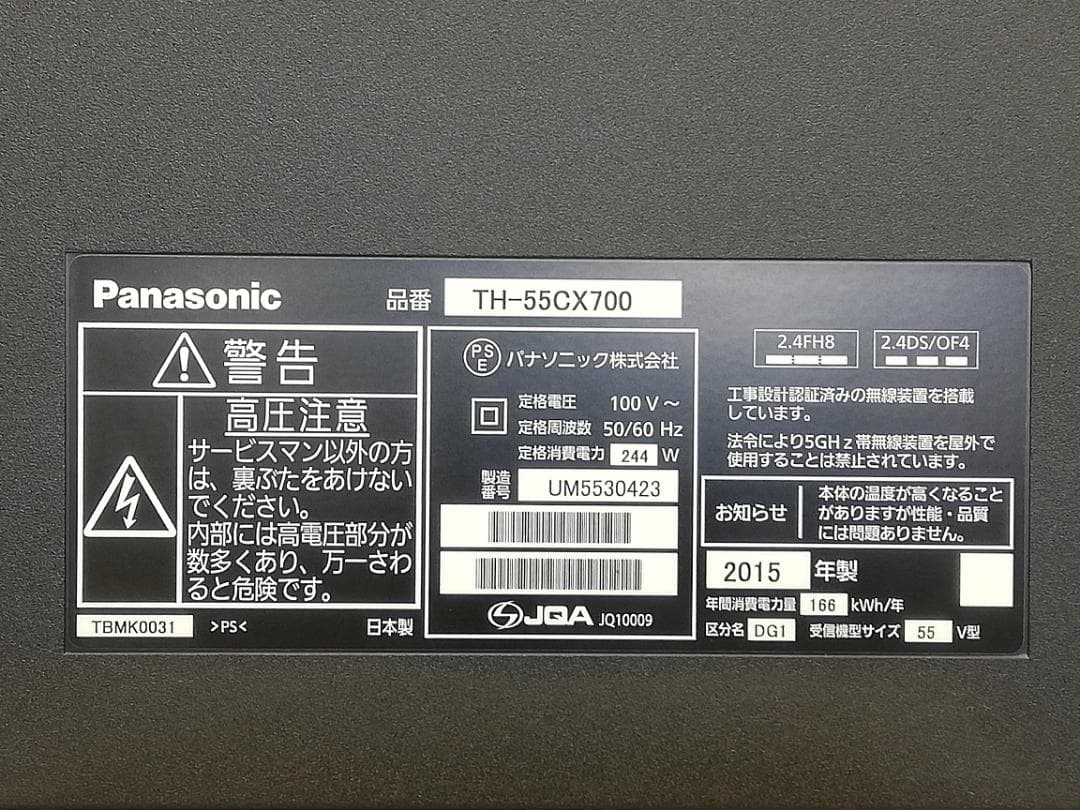 Panasonic
品番 TH-55CX700
警告
高圧注意
サービスマン以外の方
は、裏ぶたをあけない
でください。
内部には高電圧部分が
数多くあり、万一さわ
ると危険です。
TBMK0031 >PS< 日本製
PSE パナソニック株式会社
定格電圧 100 V～
定格周波数 50/60 Hz
定格消費電力 244 W
製造番号 UM5530423
JQA JQ10009
2.4FH8 2.4DS/OF4
工事設計認証済みの無線装置を搭載
しています。
法令により5GHz帯無線装置を屋外で
使用することは禁止されています。
お知らせ
本体の温度が高くなること
がありますが性能・品質
には問題ありません。
2015 年製
年間消費電力量 166 kWh/年
区分名 DG1 受信機型サイズ 55 V型